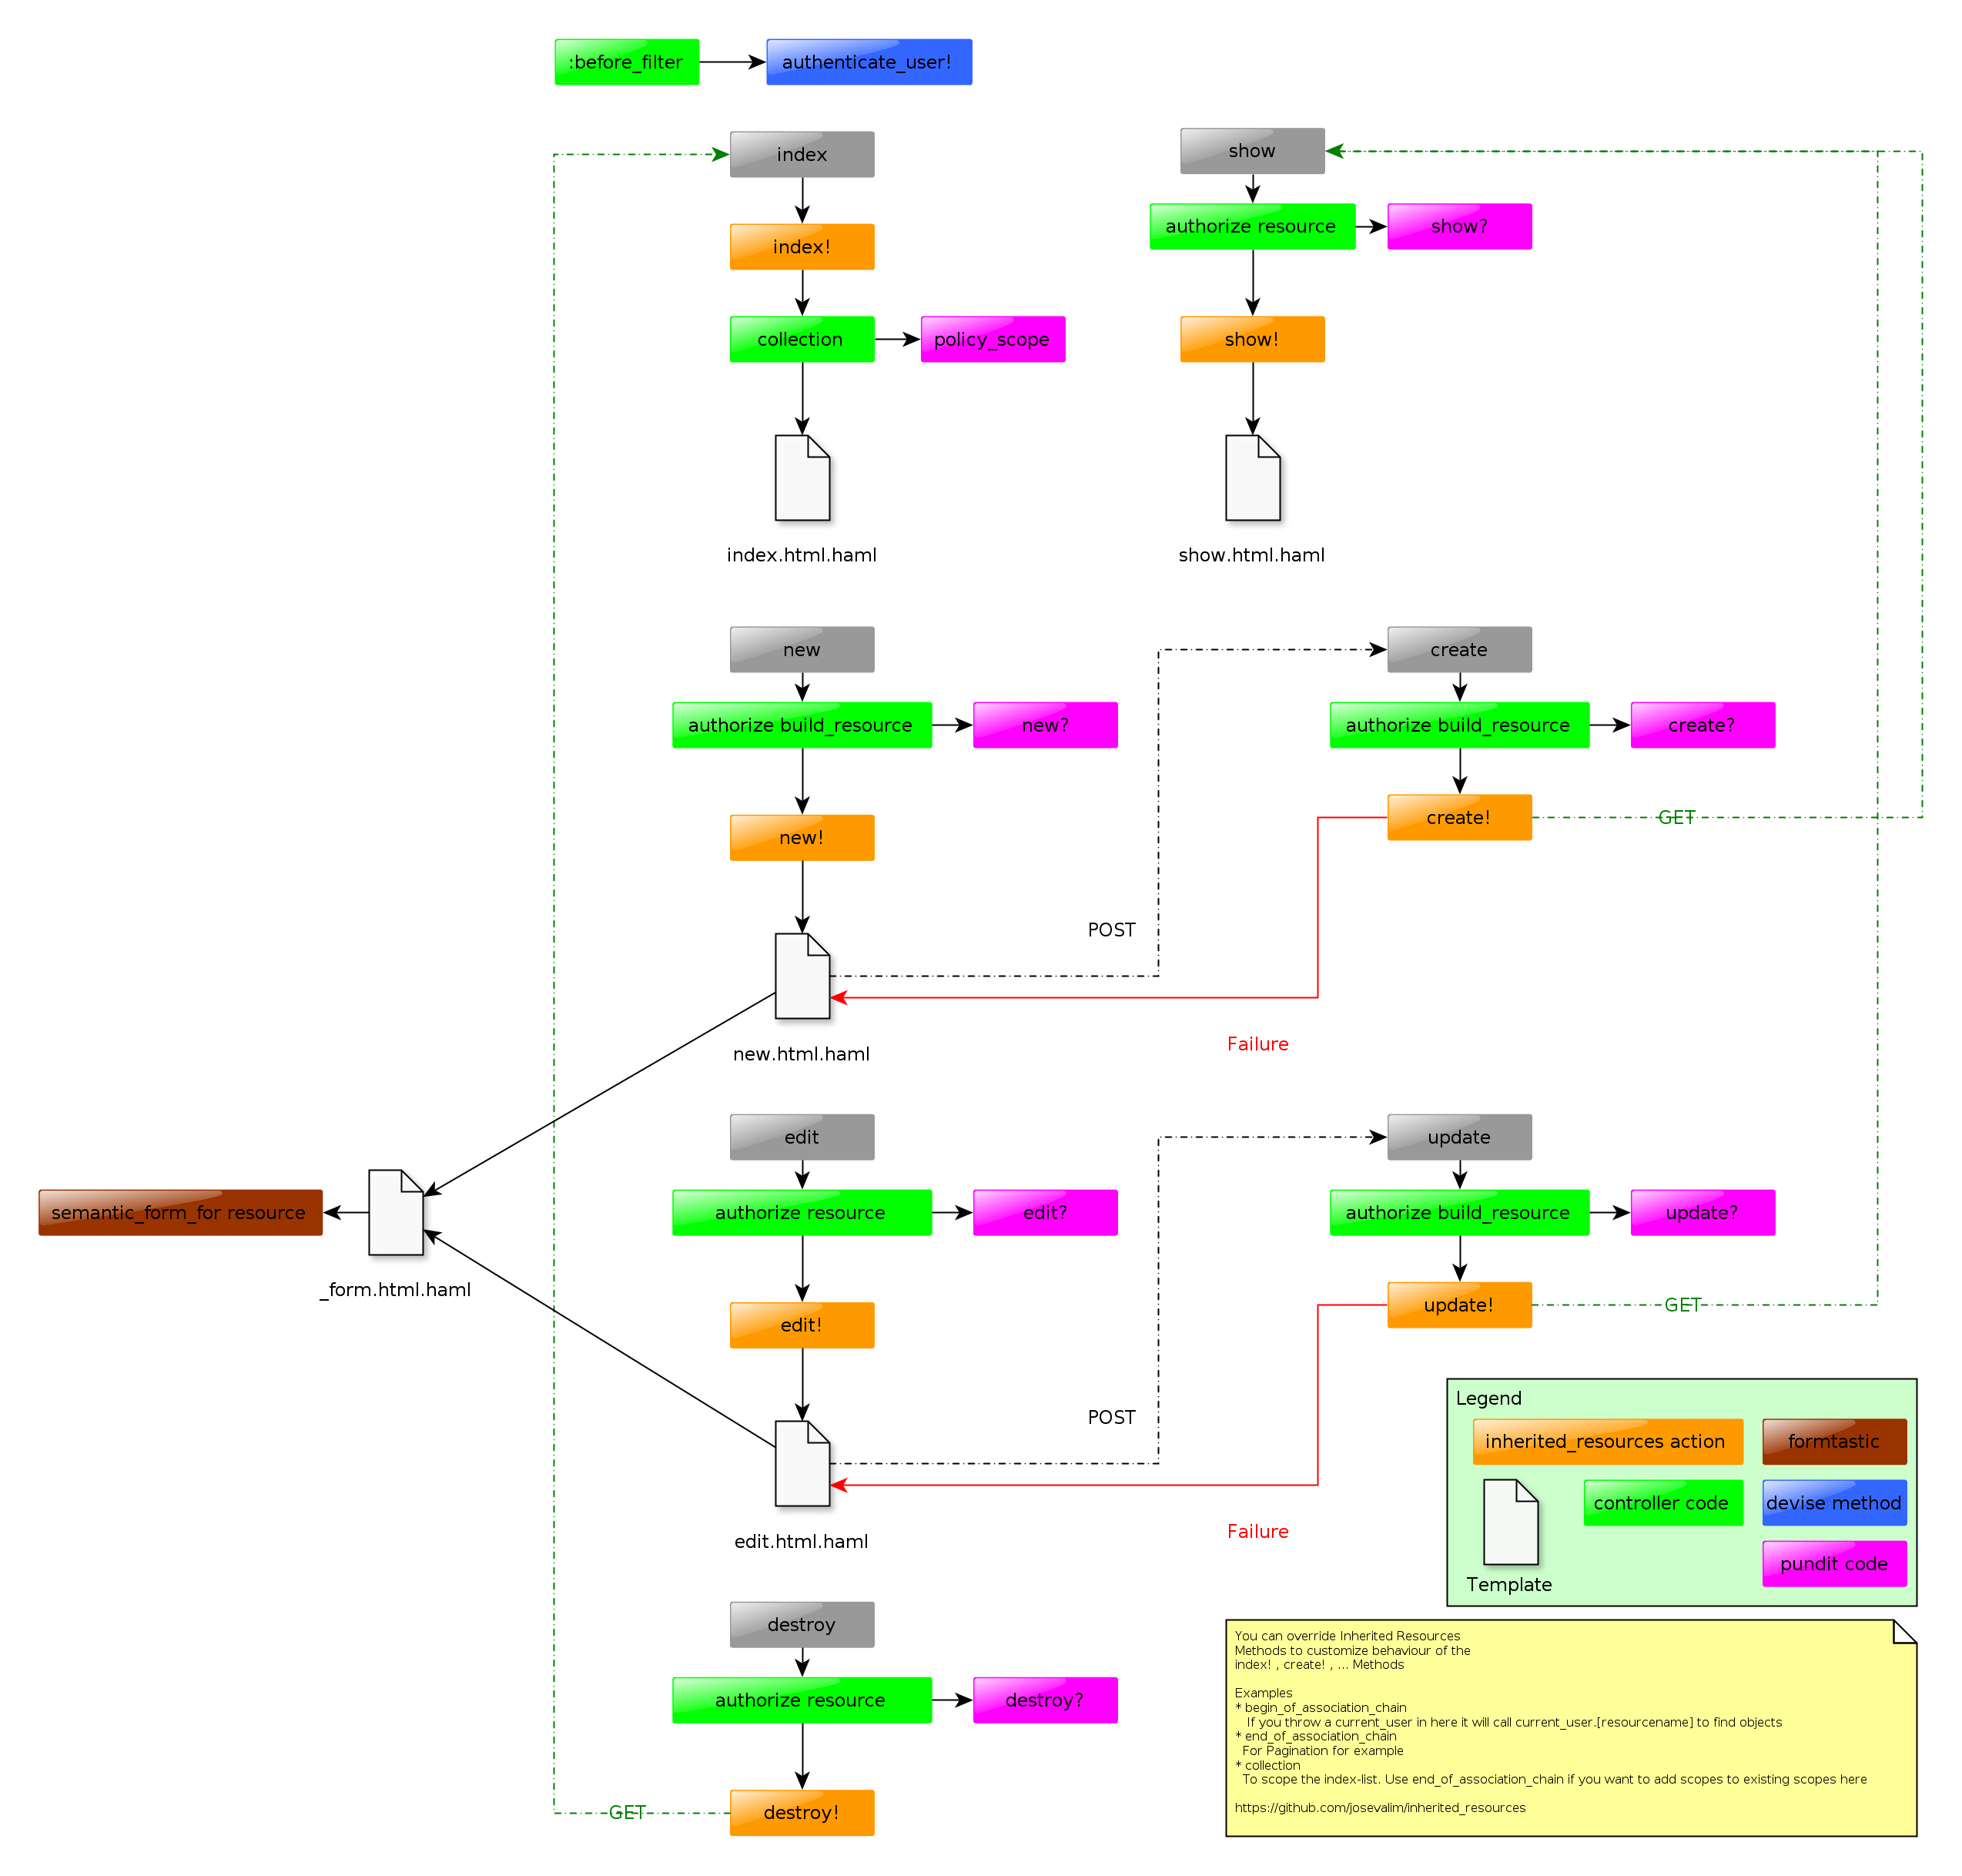 :before_filter
authenticate_user!
index
show
authorize resource
show?
index!
collection
policy_scope
show!
index.html.haml
show.html.haml
new
create
authorize build_resource
new?
authorize build_resource
create?
new!
create!
GET
POST
new.html.haml
Failure
edit
update
semantic_form_for resource
authorize resource
edit?
authorize build_resource
update?
_form.html.haml
edit!
update!
GET
POST
edit.html.haml
Failure
Legend
inherited_resources action
formtastic
controller code
devise method
pundit code
Template
destroy
authorize resource
destroy?
destroy!
GET
You can override Inherited Resources
Methods to customize behaviour of the
index! , create! , ... Methods
Examples
* begin_of_association_chain
If you throw a current_user in here it will call current_user.[resourcename] to find objects
* end_of_association_chain
For Pagination for example
* collection
To scope the index-list. Use end_of_association_chain if you want to add scopes to existing scopes here
https://github.com/josevalim/inherited_resources